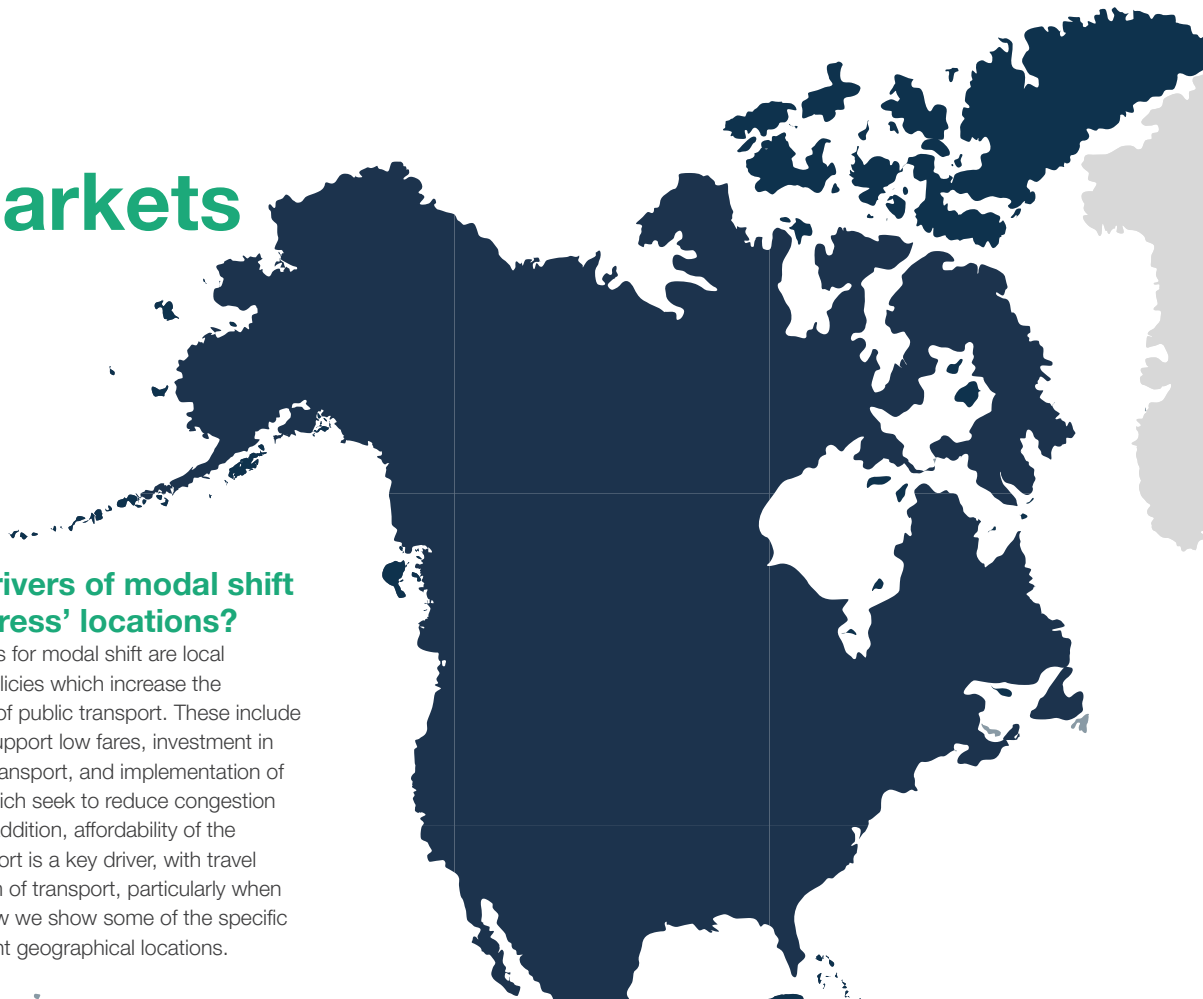 arkets
rivers of modal shift
ress’ locations?
s for modal shift are local
licies which increase the
of public transport. These include
upport low fares, investment in
ansport, and implementation of
ich seek to reduce congestion
ddition, affordability of the
ort is a key driver, with travel
n of transport, particularly when
w we show some of the specific
nt geographical locations.